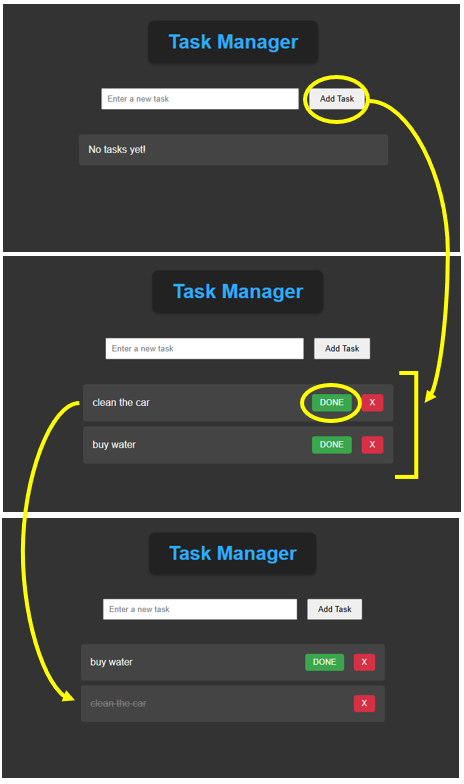 Task Manager
Enter a new task Add Task
No tasks yet!
Task Manager
Enter a new task Add Task
clean the car DONE X
buy water DONE X
Task Manager
Enter a new task Add Task
buy water DONE X
clean the car X